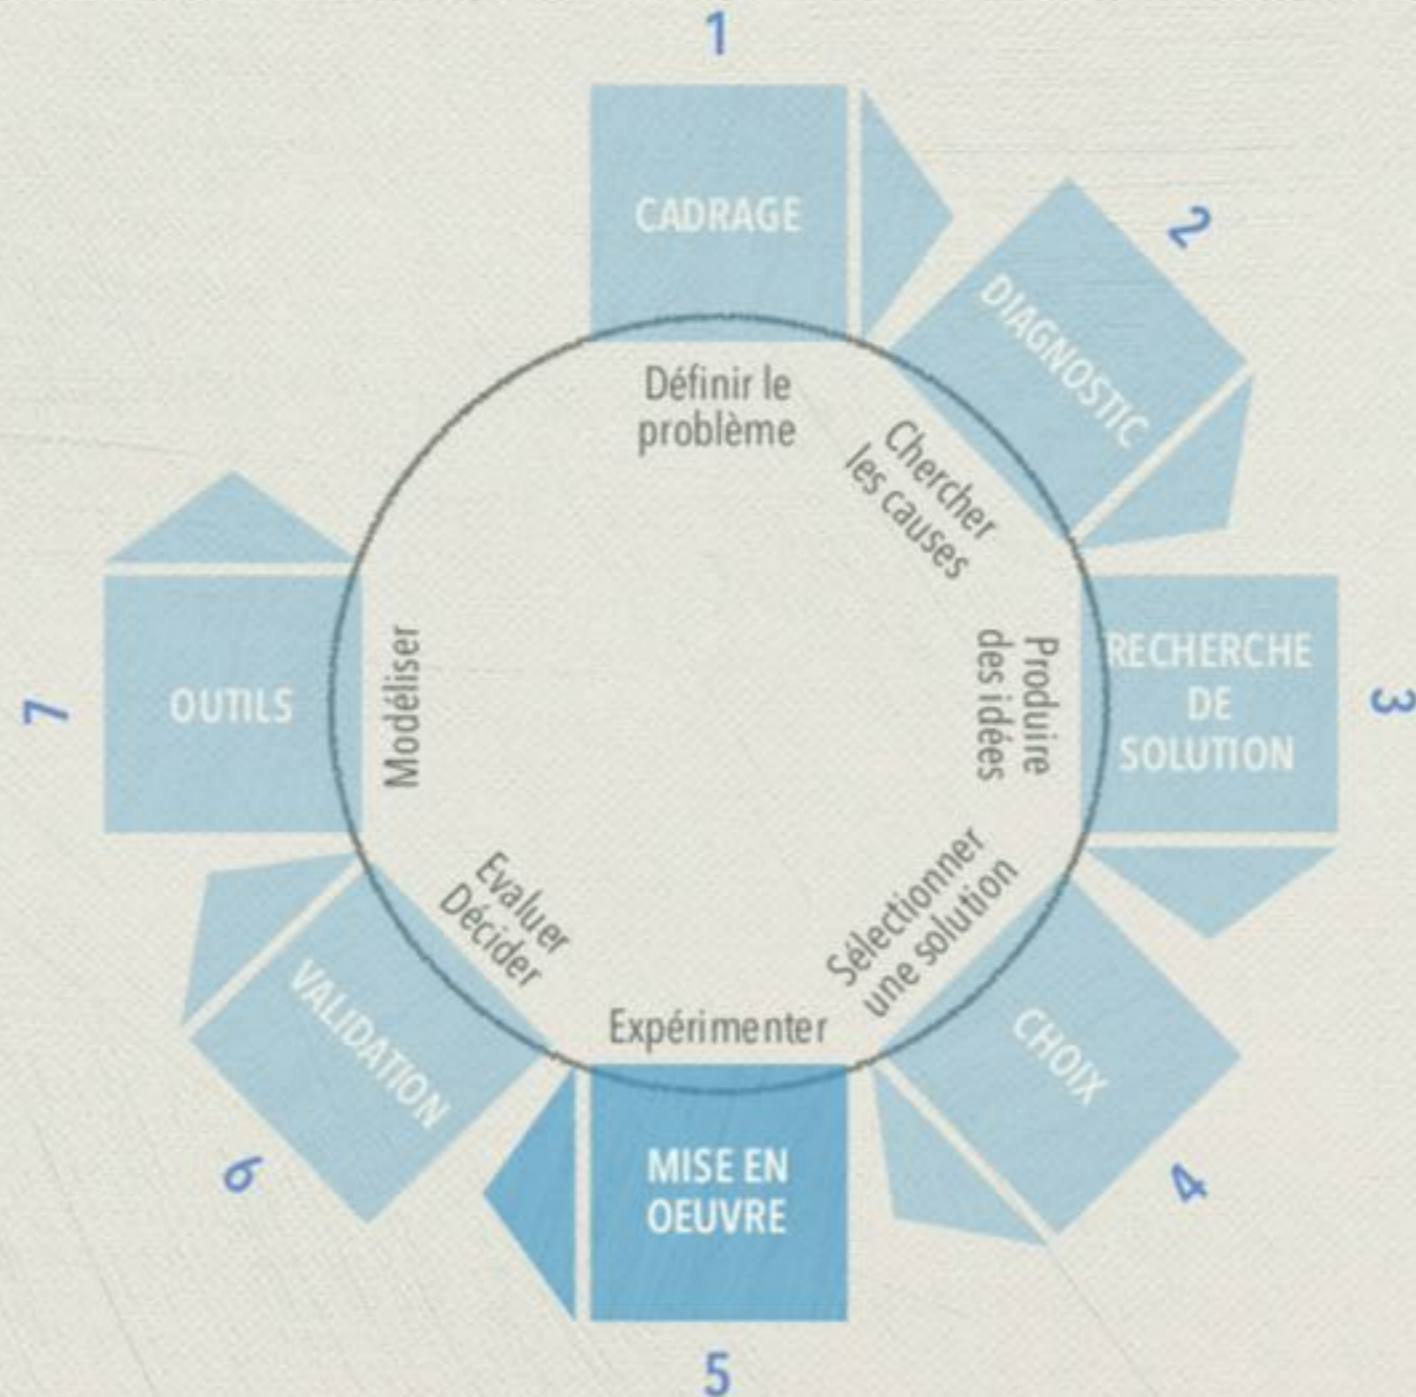 1
CADRAGE
Définir le
problème
2
DIAGNOSTIC
Chercher
les causes
3
RECHERCHE
DE
SOLUTION
Produire
des idées
4
CHOIX
Sélectionner
une solution
5
MISE EN
OEUVRE
Expérimenter
6
VALIDATION
Evaluer
Décider
7
OUTILS
Modéliser